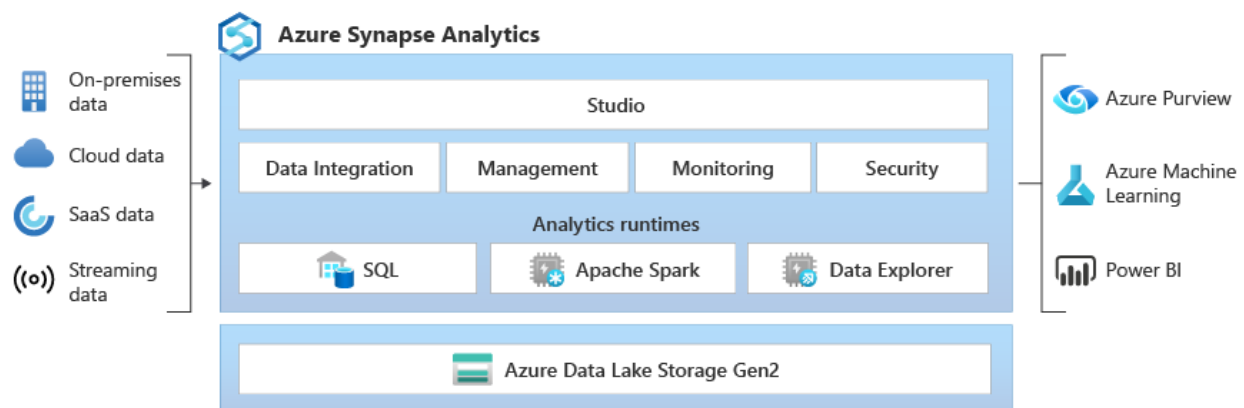 Azure Synapse Analytics
On-premises
data
Cloud data
SaaS data
Streaming
data
Studio
Data Integration
Management
Monitoring
Security
Analytics runtimes
SQL
Apache Spark
Data Explorer
Azure Data Lake Storage Gen2
Azure Purview
Azure Machine
Learning
Power BI